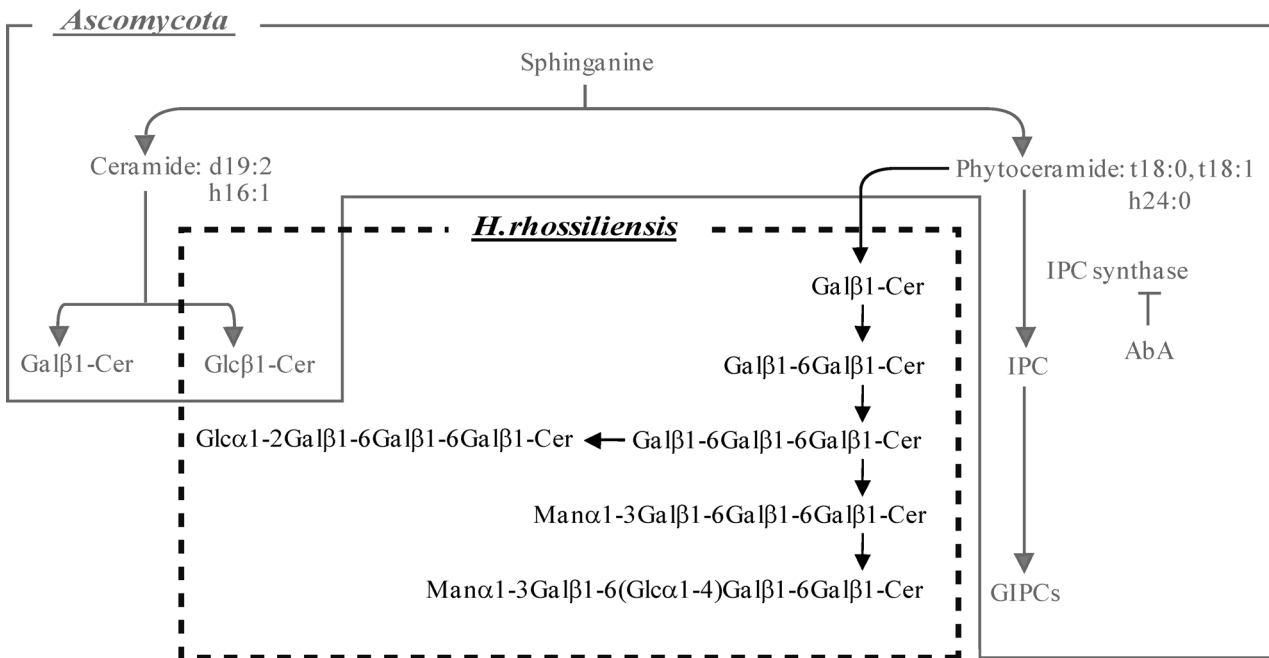 Ascomycota
Sphinganine
Ceramide: d19:2
h16:1
Phytoceramide: t18:0, t18:1
h24:0
H.rhossiliensis
IPC synthase
Galβ1-Cer
AbA
Galβ1-Cer
Glcβ1-Cer
Galβ1-6Galβ1-Cer
IPC
Glcα1-2Galβ1-6Galβ1-6Galβ1-Cer
Galβ1-6Galβ1-6Galβ1-Cer
Manα1-3Galβ1-6Galβ1-6Galβ1-Cer
Manα1-3Galβ1-6(Glcα1-4)Galβ1-6Galβ1-Cer
GIPCs